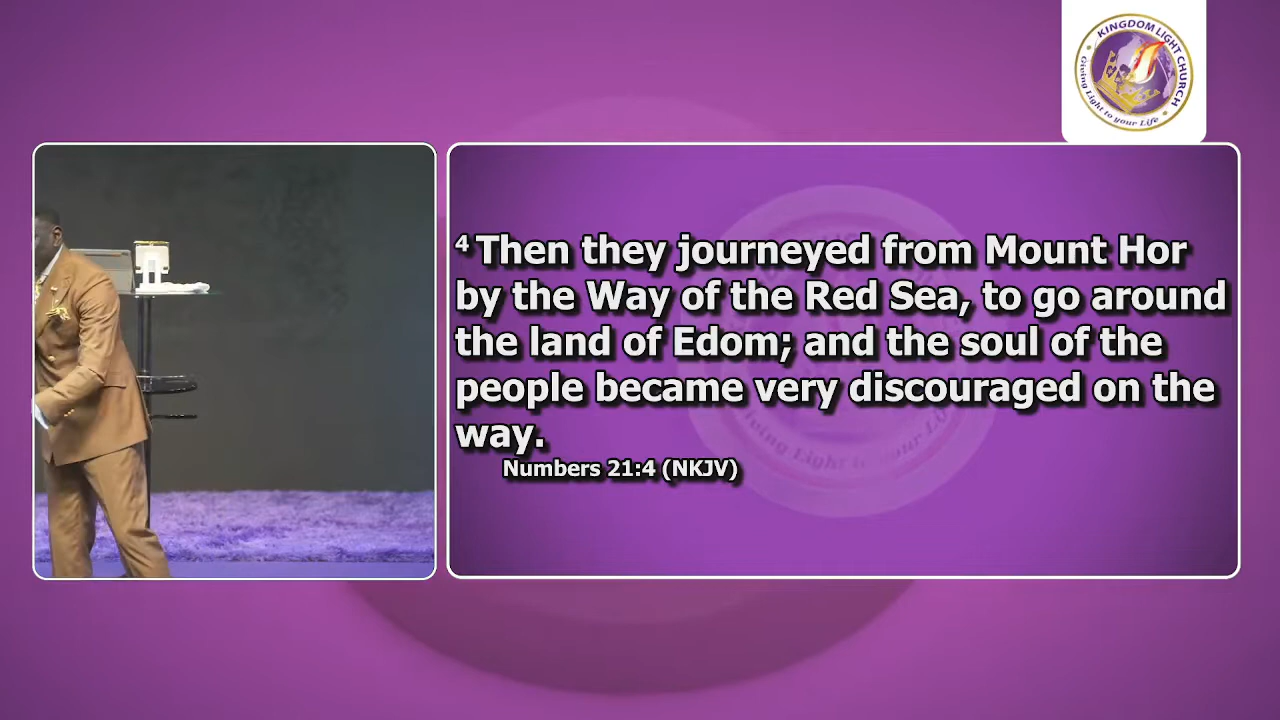 KINGDOM LIGHT CHURCH
Giving Light to your Life
4 Then they journeyed from Mount Hor
by the Way of the Red Sea, to go around
the land of Edom; and the soul of the
people became very discouraged on the
way.
Numbers 21:4 (NKJV)